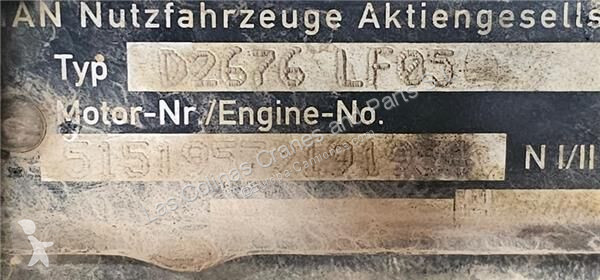 AN Nutzfahrzeuge Aktiengesells
Typ D2676 LF05
Motor-Nr./Engine-No.
N I/II